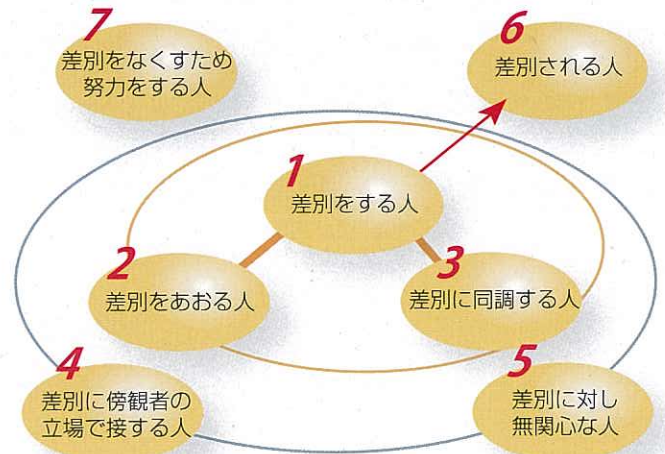 7
差別をなくすため
努力をする人
6
差別される人
1
差別をする人
2
差別をあおる人
3
差別に同調する人
4
差別に傍観者の
立場で接する人
5
差別に対し
無関心な人